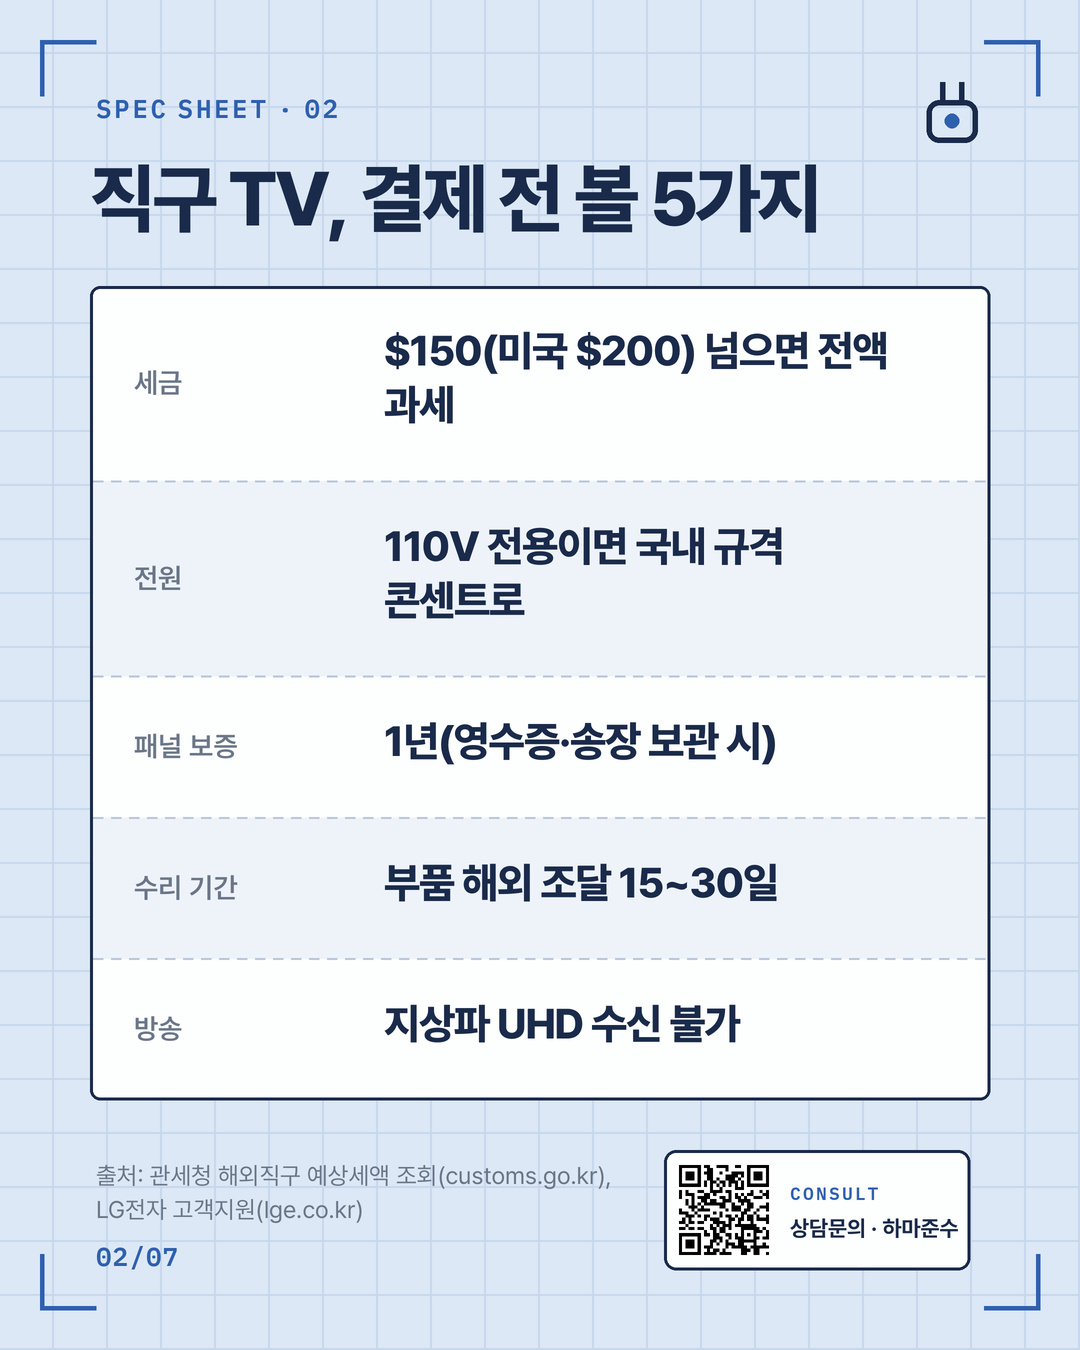 SPEC SHEET · 02
직구 TV, 결제 전 볼 5가지
세금
$150(미국 $200) 넘으면 전액
과세
전원
110V 전용이면 국내 규격
콘센트로
패널 보증
1년(영수증·송장 보관 시)
수리 기간
부품 해외 조달 15~30일
방송
지상파 UHD 수신 불가
출처: 관세청 해외직구 예상세액 조회(customs.go.kr),
LG전자 고객지원(lge.co.kr)
02/07
CONSULT
상담문의 · 하마준수